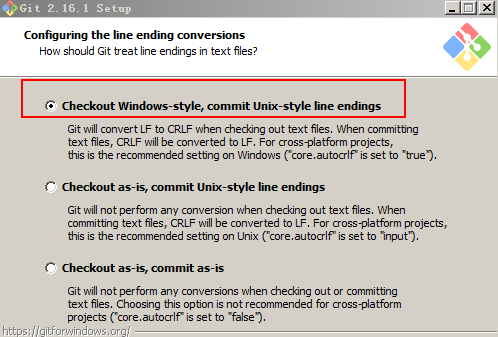 Git 2.16.1 Setup
Configuring the line ending conversions
How should Git treat line endings in text files?
Checkout Windows-style, commit Unix-style line endings
Git will convert LF to CRLF when checking out text files. When committing
text files, CRLF will be converted to LF. For cross-platform projects,
this is the recommended setting on Windows ("core.autocrlf" is set to "true").
Checkout as-is, commit Unix-style line endings
Git will not perform any conversion when checking out text files. When
committing text files, CRLF will be converted to LF. For cross-platform projects,
this is the recommended setting on Unix ("core.autocrlf" is set to "input").
Checkout as-is, commit as-is
Git will not perform any conversions when checking out or committing
text files. Choosing this option is not recommended for cross-platform
projects ("core.autocrlf" is set to "false").
https://gitforwindows.org/